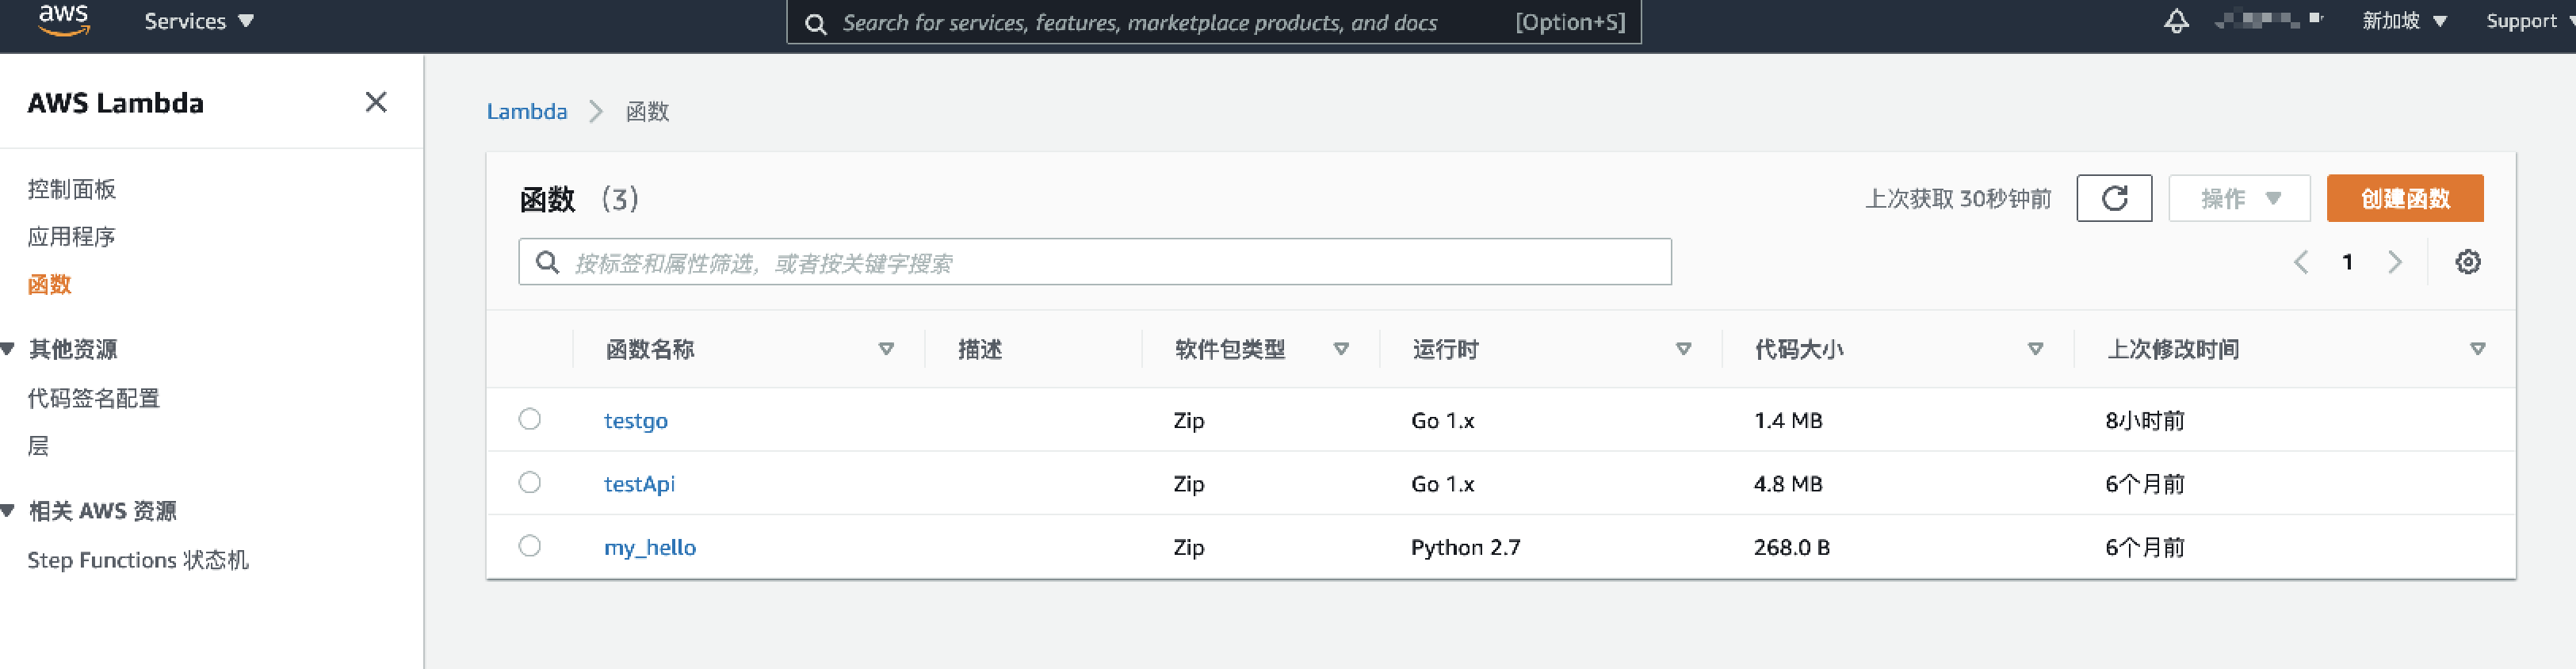 aws Services Search for services, features, marketplace products, and docs [Option+S] 新加坡 Support
AWS Lambda
控制面板
应用程序
函数
其他资源
代码签名配置
层
相关 AWS 资源
Step Functions 状态机
Lambda 函数
函数 (3) 上次获取 30秒钟前 操作 创建函数
按标签和属性筛选，或者按关键字搜索 1
函数名称 描述 软件包类型 运行时 代码大小 上次修改时间
testgo Zip Go 1.x 1.4 MB 8小时前
testApi Zip Go 1.x 4.8 MB 6个月前
my_hello Zip Python 2.7 268.0 B 6个月前